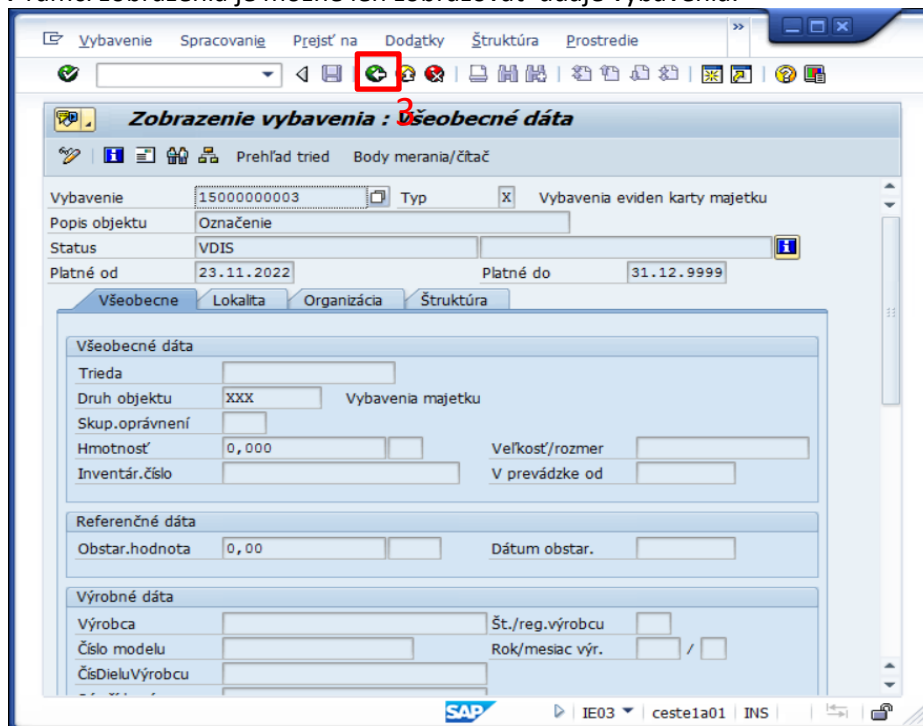 Vybavenie Spracovanie Prejsť na Dodatky Štruktúra Prostredie »
3
Zobrazenie vybavenia : Všeobecné dáta
Prehľad tried Body merania/čítač
Vybavenie 15000000003 Typ X Vybavenia eviden karty majetku
Popis objektu Označenie
Status VDIS
Platné od 23.11.2022 Platné do 31.12.9999
Všeobecne Lokalita Organizácia Štruktúra
Všeobecné dáta
Trieda
Druh objektu XXX Vybavenia majetku
Skup.oprávnení
Hmotnosť 0,000 Veľkosť/rozmer
Inventár.číslo V prevádzke od
Referenčné dáta
Obstar.hodnota 0,00 Dátum obstar.
Výrobné dáta
Výrobca Št./reg.výrobcu
Číslo modelu Rok/mesiac výr. /
ČísDieluVýrobcu
SAP IE03 ceste1a01 INS